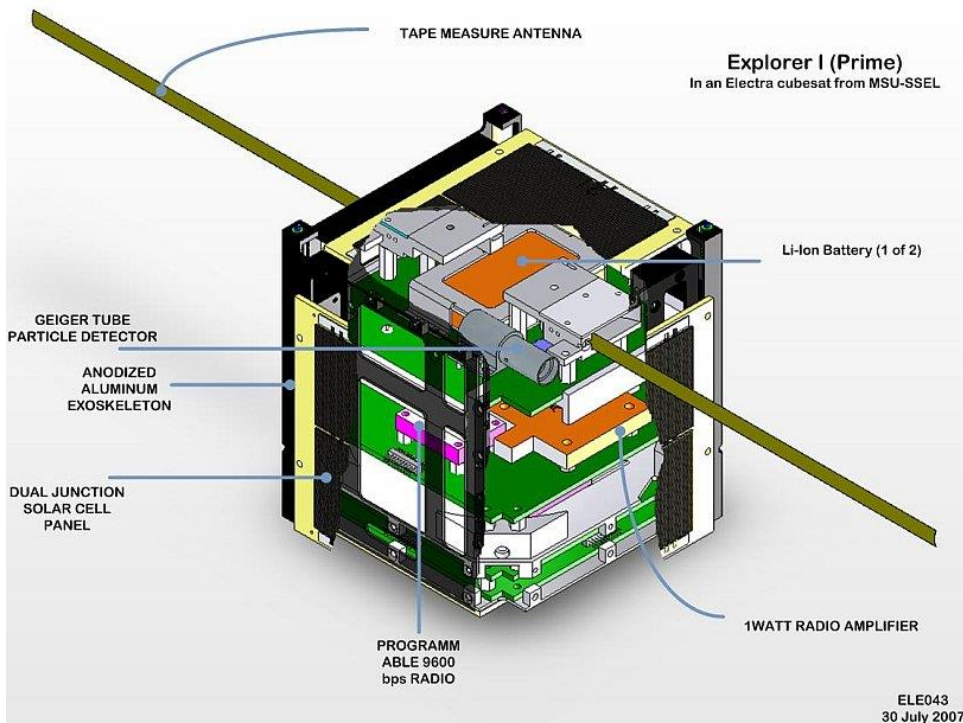 TAPE MEASURE ANTENNA
Explorer I (Prime)
In an Electra cubesat from MSU-SSEL
Li-Ion Battery (1 of 2)
GEIGER TUBE
PARTICLE DETECTOR
ANODIZED
ALUMINUM
EXOSKELETON
DUAL JUNCTION
SOLAR CELL
PANEL
PROGRAMM
ABLE 9600
bps RADIO
1WATT RADIO AMPLIFIER
ELE043
30 July 2007